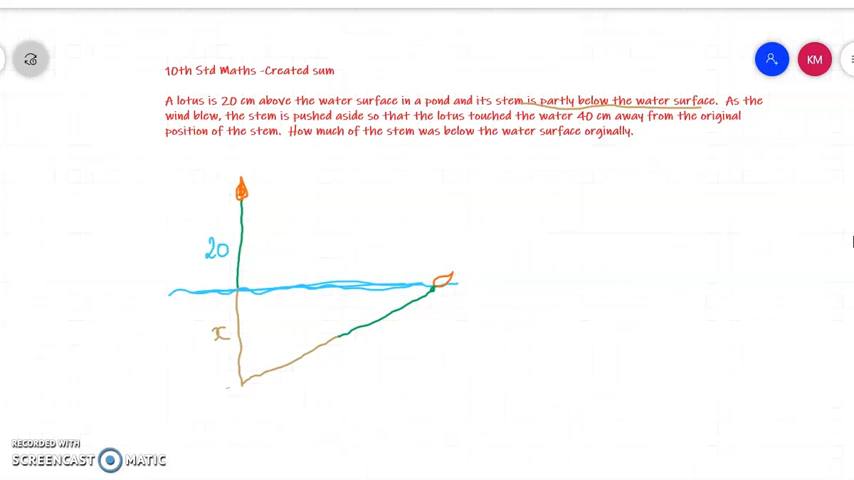 KM
10th Std Maths -Created sum
A lotus is 20 cm above the water surface in a pond and its stem is partly below the water surface. As the
wind blew, the stem is pushed aside so that the lotus touched the water 40 cm away from the original
position of the stem. How much of the stem was below the water surface orginally.
20
x
RECORDED WITH
SCREENCAST MATIC